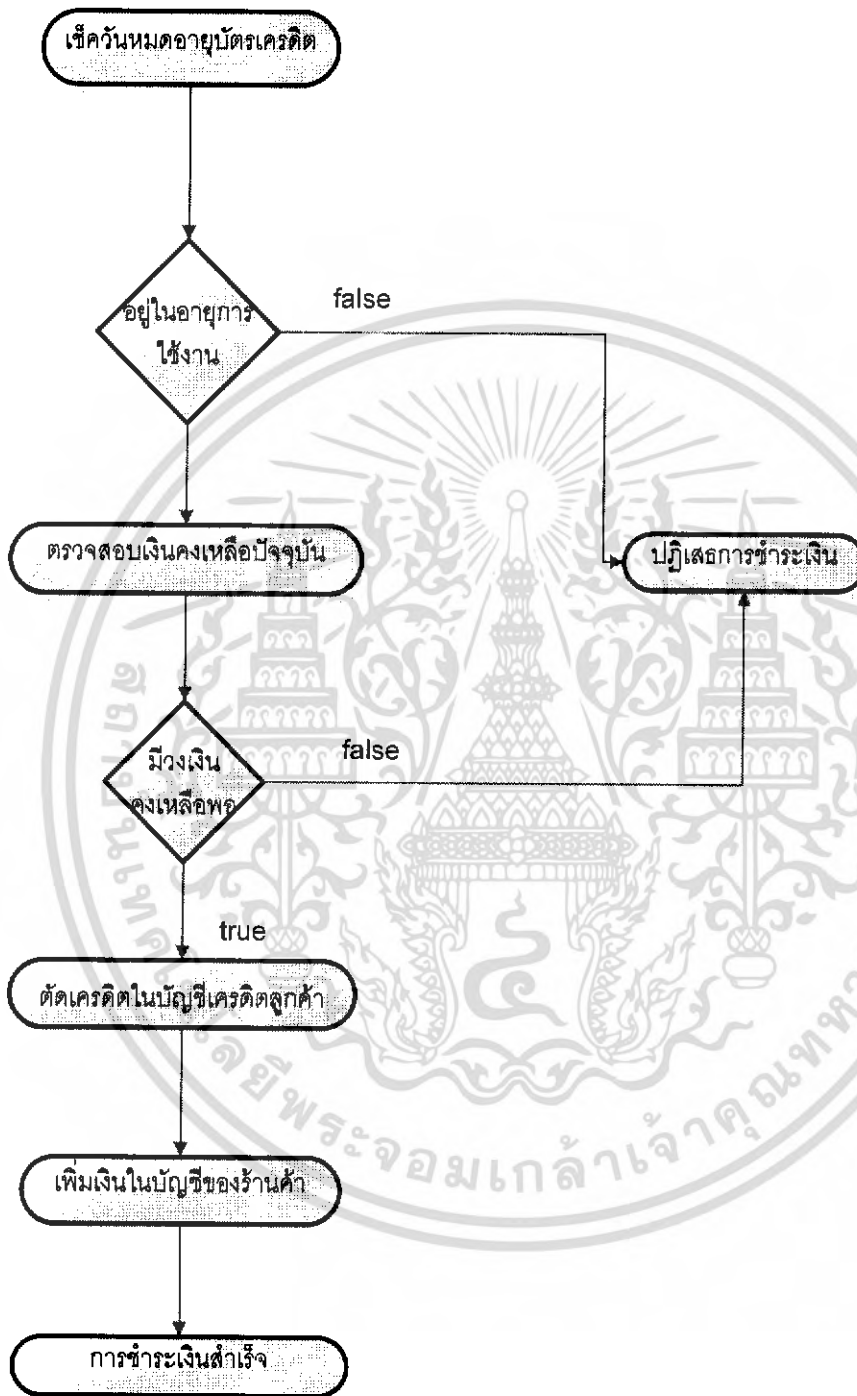 เช็ควันหมดอายุบัตรเครดิต
อยู่ในอายุการ
ใช้งาน
false
ตรวจสอบเงินคงเหลือปัจจุบัน
ปฏิเสธการชำระเงิน
มีวงเงิน
คงเหลือพอ
false
true
ตัดเครดิตในบัญชีเครดิตลูกค้า
เพิ่มเงินในบัญชีของร้านค้า
การชำระเงินสำเร็จ